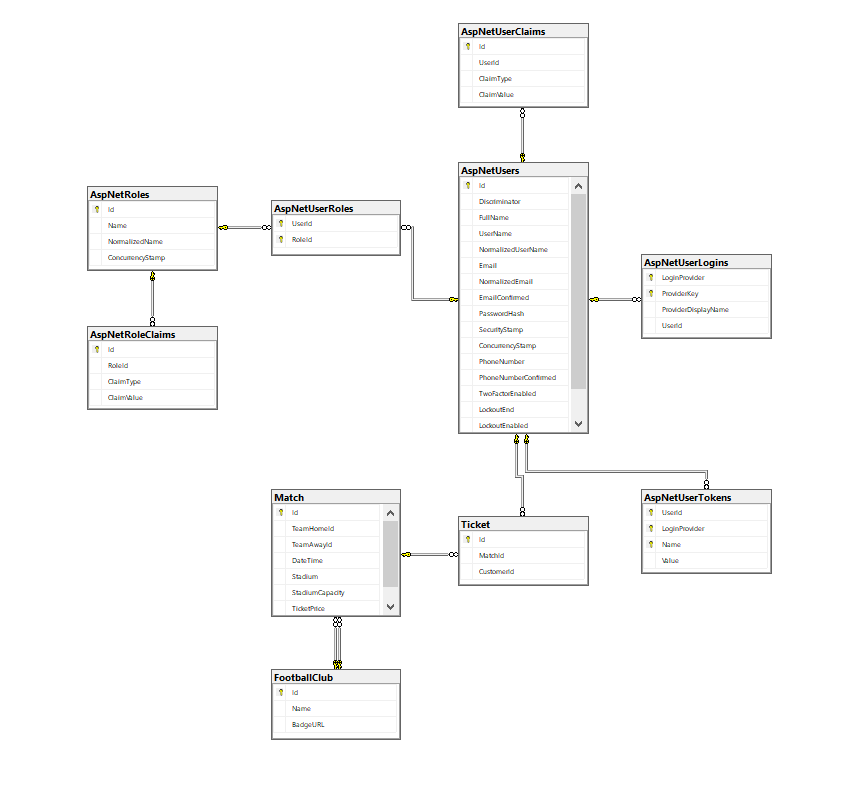 AspNetUserClaims
Id
UserId
ClaimType
ClaimValue
AspNetUsers
Id
Discriminator
FullName
UserName
NormalizedUserName
Email
NormalizedEmail
EmailConfirmed
PasswordHash
SecurityStamp
ConcurrencyStamp
PhoneNumber
PhoneNumberConfirmed
TwoFactorEnabled
LockoutEnd
LockoutEnabled
AspNetRoles
Id
Name
NormalizedName
ConcurrencyStamp
AspNetUserRoles
UserId
RoleId
AspNetUserLogins
LoginProvider
ProviderKey
ProviderDisplayName
UserId
AspNetRoleClaims
Id
RoleId
ClaimType
ClaimValue
Match
Id
TeamHomeId
TeamAwayId
DateTime
Stadium
StadiumCapacity
TicketPrice
Ticket
Id
MatchId
CustomerId
AspNetUserTokens
UserId
LoginProvider
Name
Value
FootballClub
Id
Name
BadgeURL